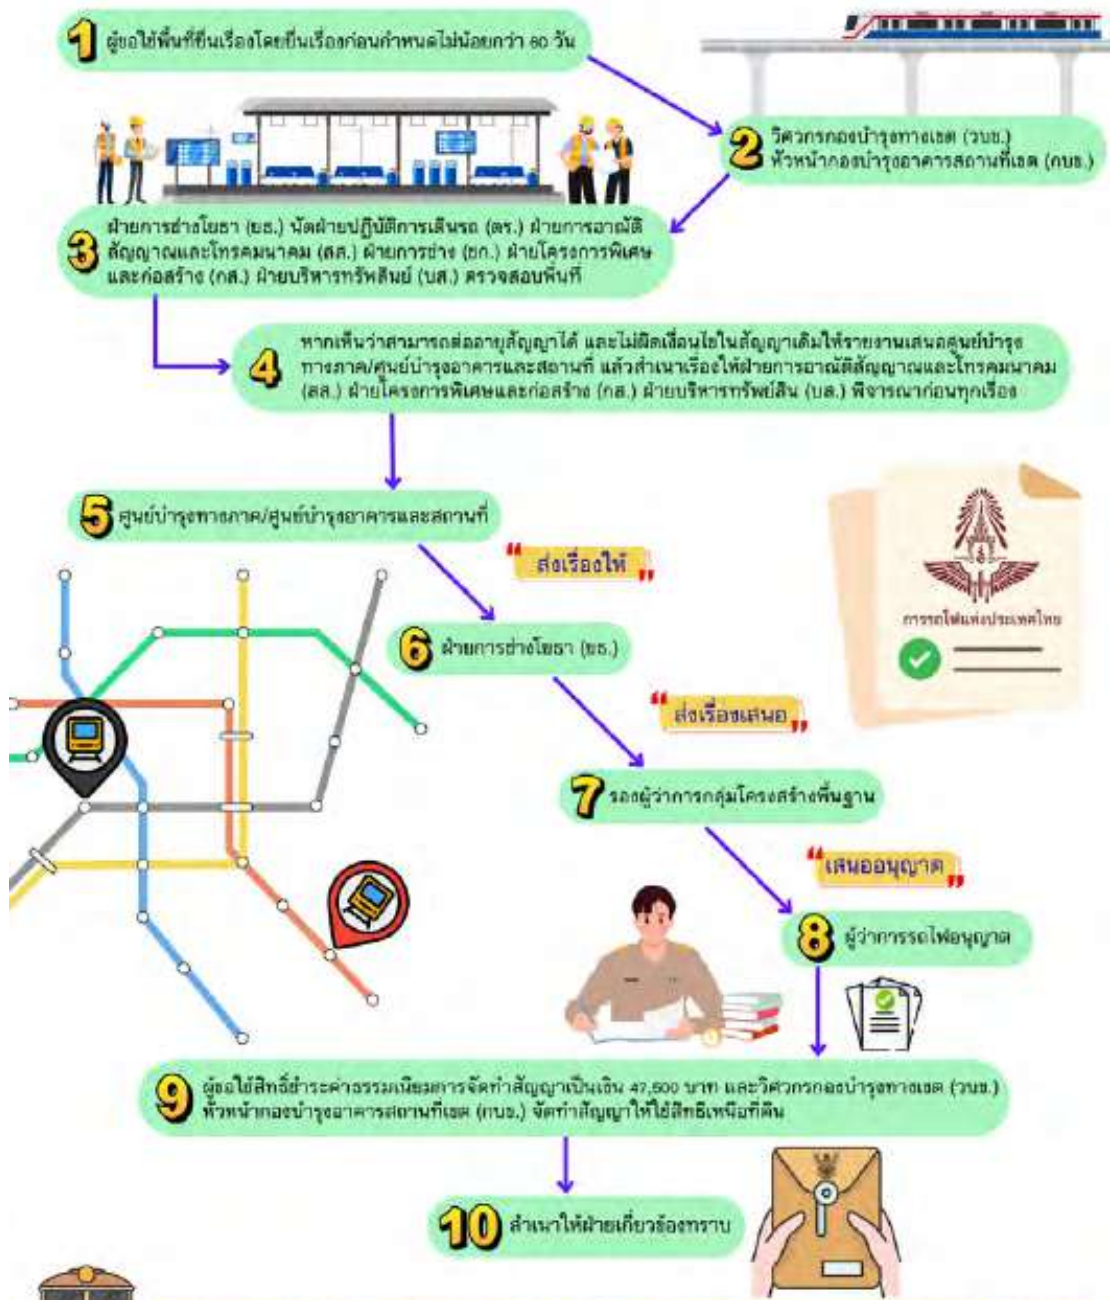 1 ผู้ขอใช้พื้นที่ยื่นเรื่องโดยยื่นเรื่องก่อนกำหนดไม่น้อยกว่า 60 วัน
2 วิศวกรกองบำรุงทางเขต (วบข.)
หัวหน้ากองบำรุงอาคารสถานที่เขต (กบข.)
3 ฝ่ายการช่างโยธา (ยธ.) นัดฝ่ายปฏิบัติการเดินรถ (ดร.) ฝ่ายการอาณัติ
สัญญาณและโทรคมนาคม (สส.) ฝ่ายการช่าง (ชก.) ฝ่ายโครงการพิเศษ
และก่อสร้าง (กส.) ฝ่ายบริหารทรัพย์สิน (บส.) ตรวจสอบพื้นที่
4 หากเห็นว่าสามารถต่ออายุสัญญาได้ และไม่ผิดเงื่อนไขในสัญญาเดิมให้รายงานเสนอศูนย์บำรุง
ทางภาค/ศูนย์บำรุงอาคารและสถานที่ แล้วสำเนาเรื่องให้ฝ่ายการอาณัติสัญญาณและโทรคมนาคม
(สส.) ฝ่ายโครงการพิเศษและก่อสร้าง (กส.) ฝ่ายบริหารทรัพย์สิน (บส.) พิจารณาก่อนทุกเรื่อง
5 ศูนย์บำรุงทางภาค/ศูนย์บำรุงอาคารและสถานที่
"ส่งเรื่องให้"
การรถไฟแห่งประเทศไทย
6 ฝ่ายการช่างโยธา (ยธ.)
"ส่งเรื่องเสนอ"
7 รองผู้ว่าการกลุ่มโครงสร้างพื้นฐาน
"เสนออนุญาต"
8 ผู้ว่าการรถไฟอนุญาต
9 ผู้ขอใช้สิทธิ์ชำระค่าธรรมเนียมการจัดทำสัญญาเป็นเงิน 47,500 บาท และวิศวกรกองบำรุงทางเขต (วบข.)
หัวหน้ากองบำรุงอาคารสถานที่เขต (กบข.) จัดทำสัญญาให้ใช้สิทธิเหนือที่ดิน
10 สำเนาให้ฝ่ายเกี่ยวข้องทราบ